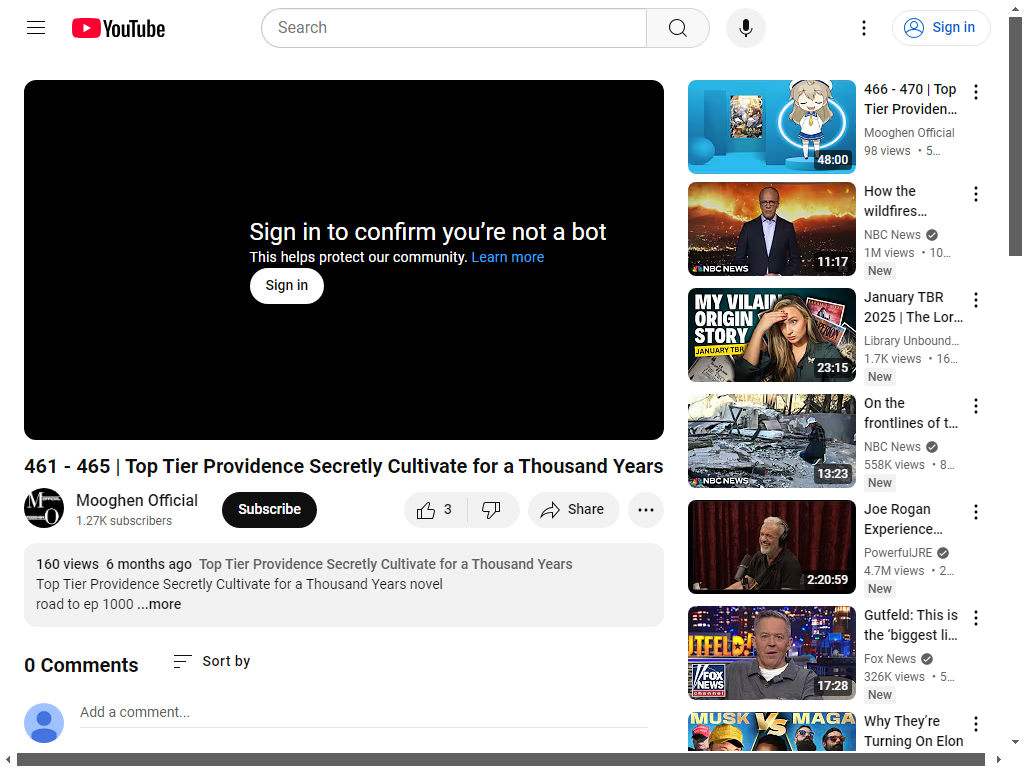 YouTube
Search
Sign in
Sign in to confirm you’re not a bot
This helps protect our community. Learn more
Sign in
461 - 465 | Top Tier Providence Secretly Cultivate for a Thousand Years
Mooghen Official
1.27K subscribers
Subscribe
3
Share
160 views 6 months ago Top Tier Providence Secretly Cultivate for a Thousand Years
Top Tier Providence Secretly Cultivate for a Thousand Years novel
road to ep 1000 ...more
0 Comments
Sort by
Add a comment...
48:00
466 - 470 | Top
Tier Providen...
Mooghen Official
98 views • 5...
NBC NEWS
11:17
How the
wildfires...
NBC News
1M views • 10...
New
MY VILAIN
ORIGIN
STORY
JANUARY TBR
23:15
January TBR
2025 | The Lor...
Library Unbound...
1.7K views • 16...
New
NBC NEWS
13:23
On the
frontlines of t...
NBC News
558K views • 8...
New
2:20:59
Joe Rogan
Experience...
PowerfulJRE
4.7M views • 2...
New
FOX
NEWS
channel
17:28
Gutfeld: This is
the ‘biggest li...
Fox News
326K views • 5...
New
MUSK VS MAGA
Why They’re
Turning On Elon